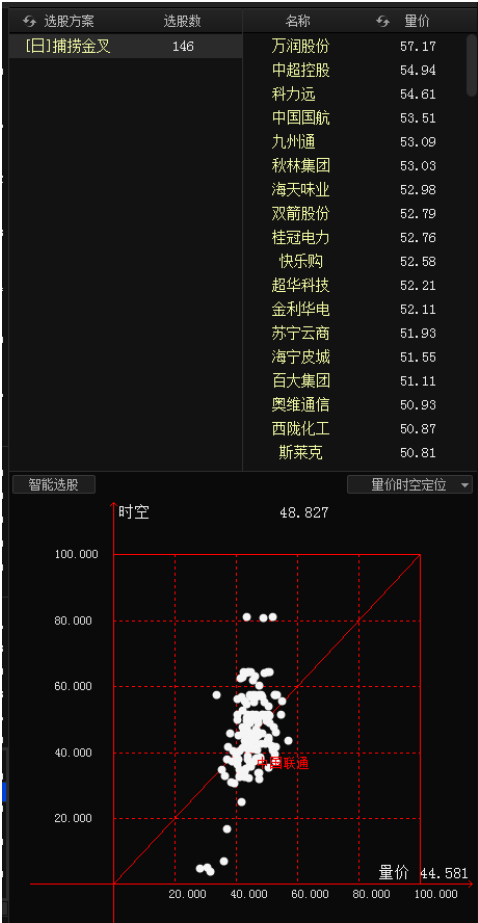 选股方案 选股数 名称 量价
[日]捕捞金叉 146 万润股份 57.17
中超控股 54.94
科力远 54.61
中国国航 53.51
九州通 53.09
秋林集团 53.03
海天味业 52.98
双箭股份 52.79
桂冠电力 52.76
快乐购 52.58
超华科技 52.21
金利华电 52.11
苏宁云商 51.93
海宁皮城 51.55
百大集团 51.11
奥维通信 50.93
西陇化工 50.87
斯莱克 50.81
智能选股 量价时空定位
时空 48.827
100.000
80.000
60.000
40.000
中国联通
20.000
量价 44.581
20.000 40.000 60.000 80.000 100.000